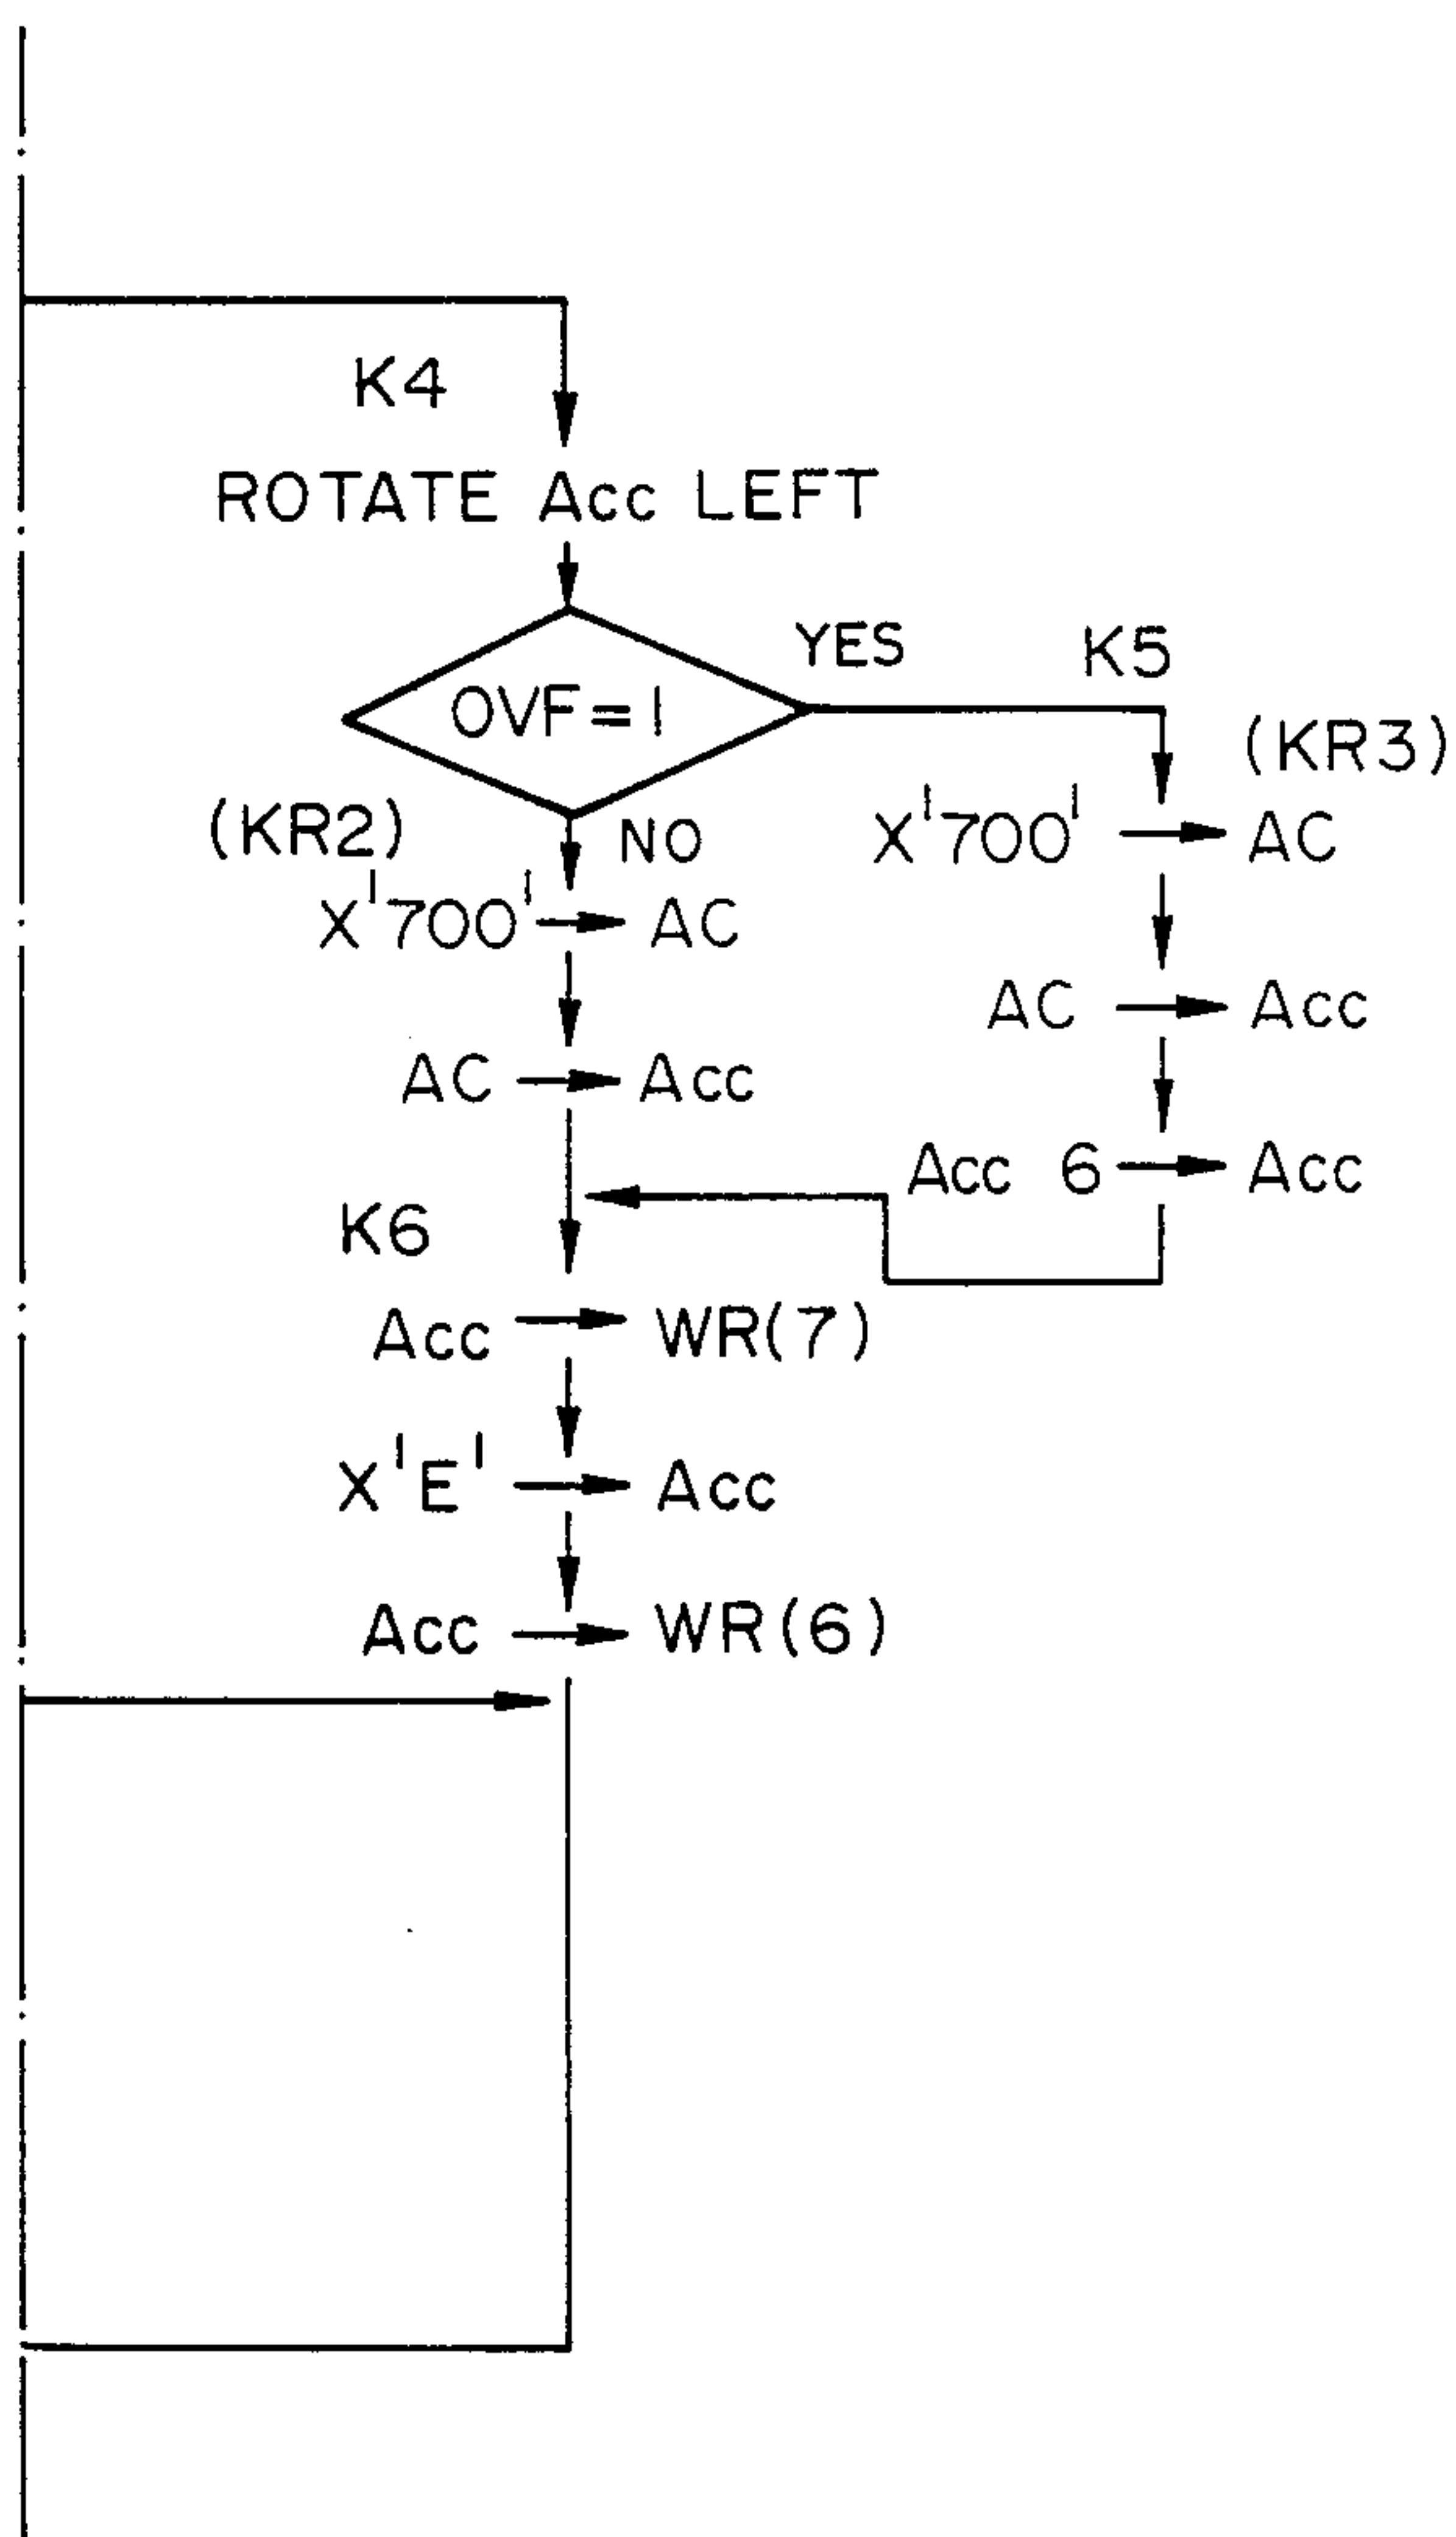 K4
ROTATE Acc LEFT
OVF=1
YES
K5
(KR3)
X'700' → AC
AC → Acc
Acc 6 → Acc
(KR2)
NO
X'700' → AC
AC → Acc
K6
Acc → WR(7)
X'E' → Acc
Acc → WR(6)